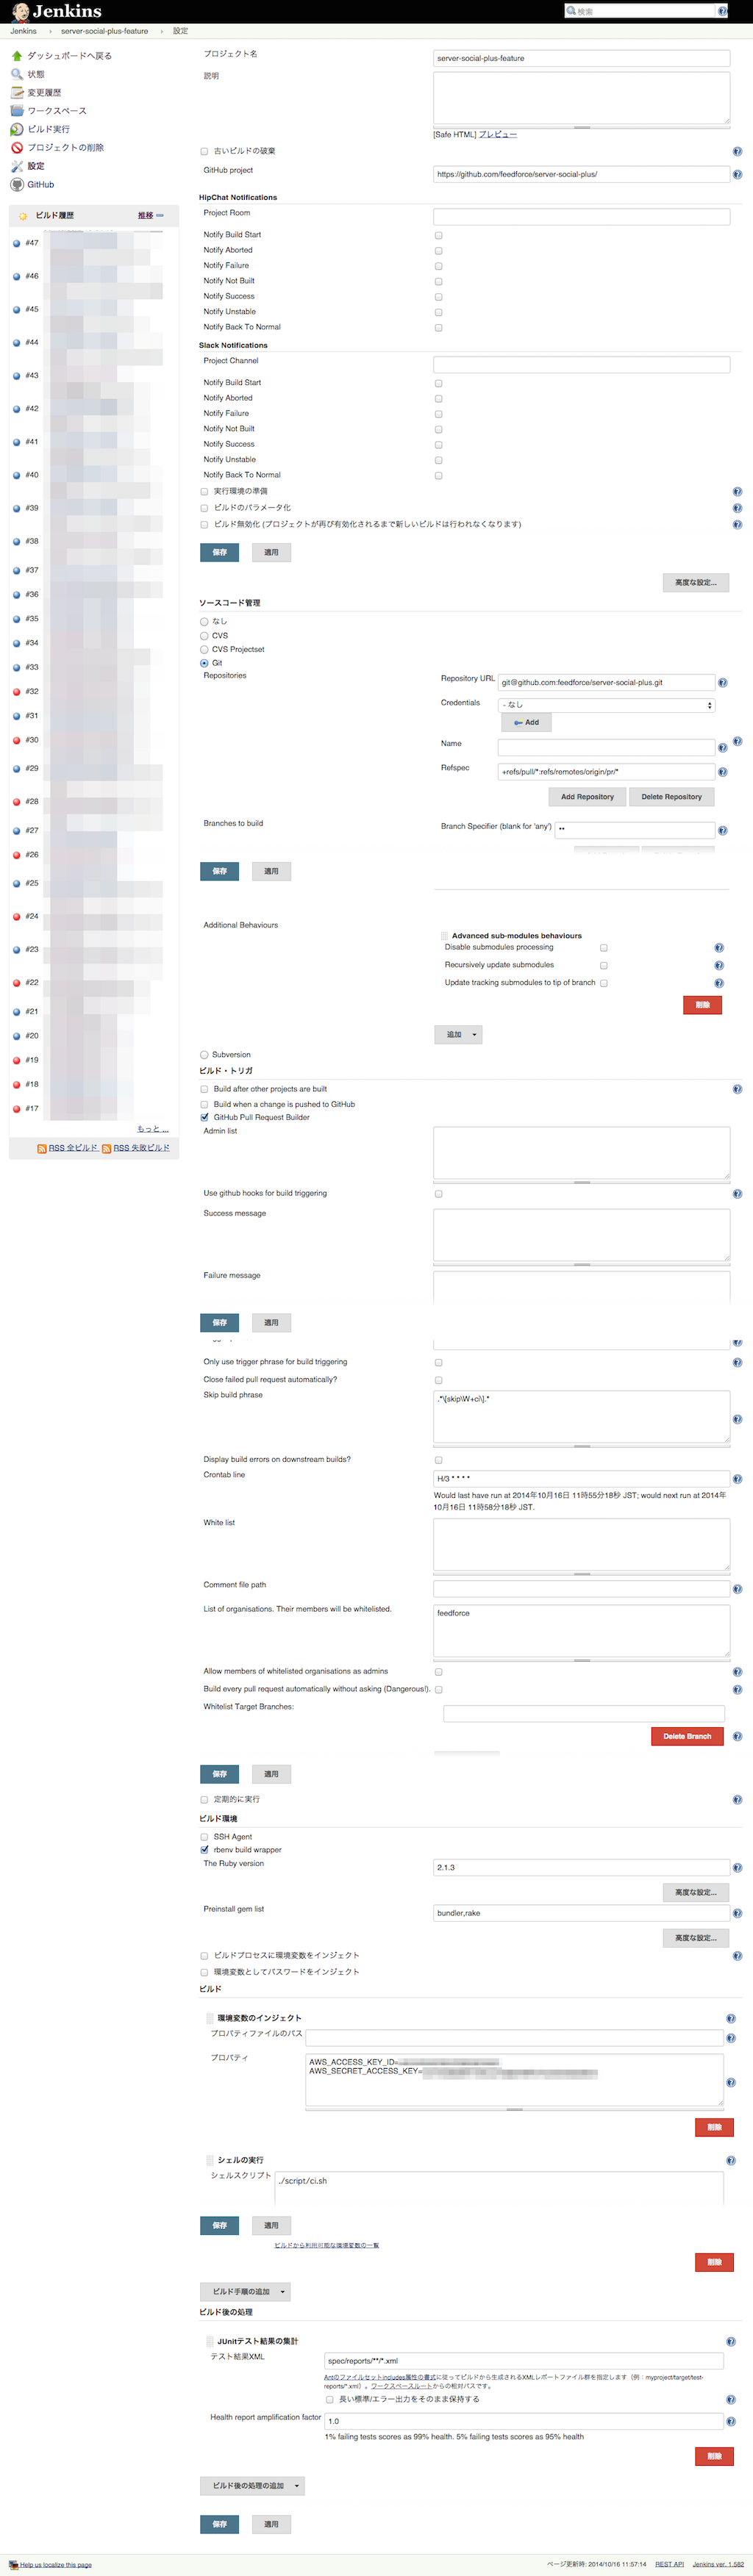 Jenkins
検索
Jenkins › server-social-plus-feature › 設定
ダッシュボードへ戻る
状態
変更履歴
ワークスペース
ビルド実行
プロジェクトの削除
設定
GitHub
ビルド履歴 推移
#47
#46
#45
#44
#43
#42
#41
#40
#39
#38
#37
#36
#35
#34
#33
#32
#31
#30
#29
#28
#27
#26
#25
#24
#23
#22
#21
#20
#19
#18
#17
もっと ...
RSS 全ビルド RSS 失敗ビルド
プロジェクト名 server-social-plus-feature
説明
[Safe HTML] プレビュー
古いビルドの破棄
GitHub project https://github.com/feedforce/server-social-plus/
HipChat Notifications
Project Room
Notify Build Start
Notify Aborted
Notify Failure
Notify Not Built
Notify Success
Notify Unstable
Notify Back To Normal
Slack Notifications
Project Channel
Notify Build Start
Notify Aborted
Notify Failure
Notify Not Built
Notify Success
Notify Unstable
Notify Back To Normal
実行環境の準備
ビルドのパラメータ化
ビルド無効化 (プロジェクトが再び有効化されるまで新しいビルドは行われなくなります)
保存 適用
高度な設定...
ソースコード管理
なし
CVS
CVS Projectset
Git
Repositories
Repository URL git@github.com:feedforce/server-social-plus.git
Credentials - なし
Add
Name
Refspec +refs/pull/*:refs/remotes/origin/pr/*
Add Repository Delete Repository
Branches to build
Branch Specifier (blank for 'any') **
保存 適用
Additional Behaviours
Advanced sub-modules behaviours
Disable submodules processing
Recursively update submodules
Update tracking submodules to tip of branch
削除
追加
Subversion
ビルド・トリガ
Build after other projects are built
Build when a change is pushed to GitHub
GitHub Pull Request Builder
Admin list
Use github hooks for build triggering
Success message
Failure message
保存 適用
Only use trigger phrase for build triggering
Close failed pull request automatically?
Skip build phrase .*\[skip\W+ci\].*
Display build errors on downstream builds?
Crontab line H/3 * * * *
Would last have run at 2014年10月16日 11時55分18秒 JST; would next run at 2014年
10月16日 11時58分18秒 JST.
White list
Comment file path
List of organisations. Their members will be whitelisted. feedforce
Allow members of whitelisted organisations as admins
Build every pull request automatically without asking (Dangerous!).
Whitelist Target Branches:
Delete Branch
保存 適用
定期的に実行
ビルド環境
SSH Agent
rbenv build wrapper
The Ruby version 2.1.3
高度な設定...
Preinstall gem list bundler,rake
高度な設定...
ビルドプロセスに環境変数をインジェクト
環境変数としてパスワードをインジェクト
ビルド
環境変数のインジェクト
プロパティファイルのパス
プロパティ AWS_ACCESS_KEY_ID=
AWS_SECRET_ACCESS_KEY=
削除
シェルの実行
シェルスクリプト ./script/ci.sh
保存 適用
ビルドから利用可能な環境変数の一覧
削除
ビルド手順の追加
ビルド後の処理
JUnitテスト結果の集計
テスト結果XML spec/reports/**/*.xml
Antのファイルセットincludes属性の書式に従ってビルドから生成されるXMLレポートファイル群を指定します（例：myproject/target/test-
reports/*.xml）。ワークスペースルートからの相対パスです。
長い標準/エラー出力をそのまま保持する
Health report amplification factor 1.0
1% failing tests scores as 99% health. 5% failing tests scores as 95% health
削除
ビルド後の処理の追加
保存 適用
Help us localize this page
ページ更新時: 2014/10/16 11:57:14 REST API Jenkins ver. 1.582